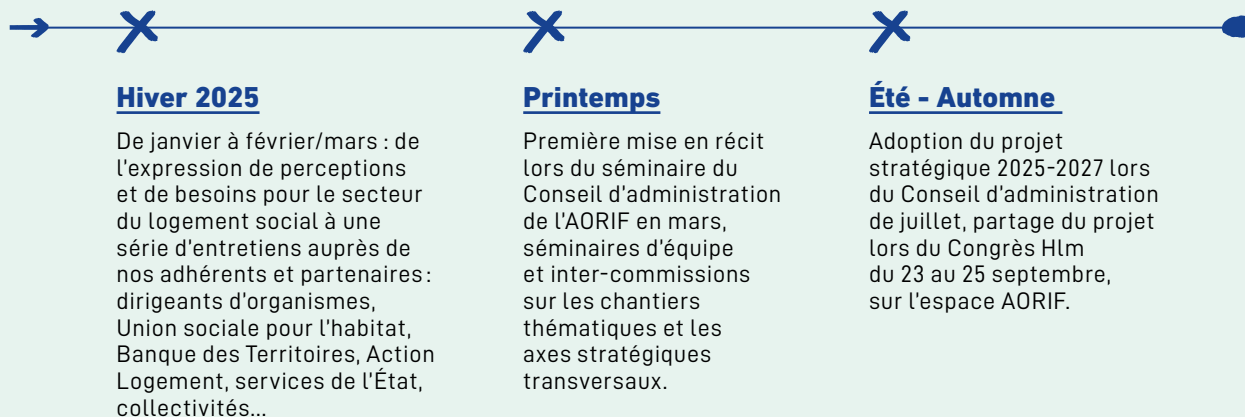 Hiver 2025
De janvier à février/mars : de
l'expression de perceptions
et de besoins pour le secteur
du logement social à une
série d'entretiens auprès de
nos adhérents et partenaires :
dirigeants d'organismes,
Union sociale pour l'habitat,
Banque des Territoires, Action
Logement, services de l'État,
collectivités...
Printemps
Première mise en récit
lors du séminaire du
Conseil d'administration
de l'AORIF en mars,
séminaires d'équipe
et inter-commissions
sur les chantiers
thématiques et les
axes stratégiques
transversaux.
Été - Automne
Adoption du projet
stratégique 2025-2027 lors
du Conseil d'administration
de juillet, partage du projet
lors du Congrès Hlm
du 23 au 25 septembre,
sur l'espace AORIF.